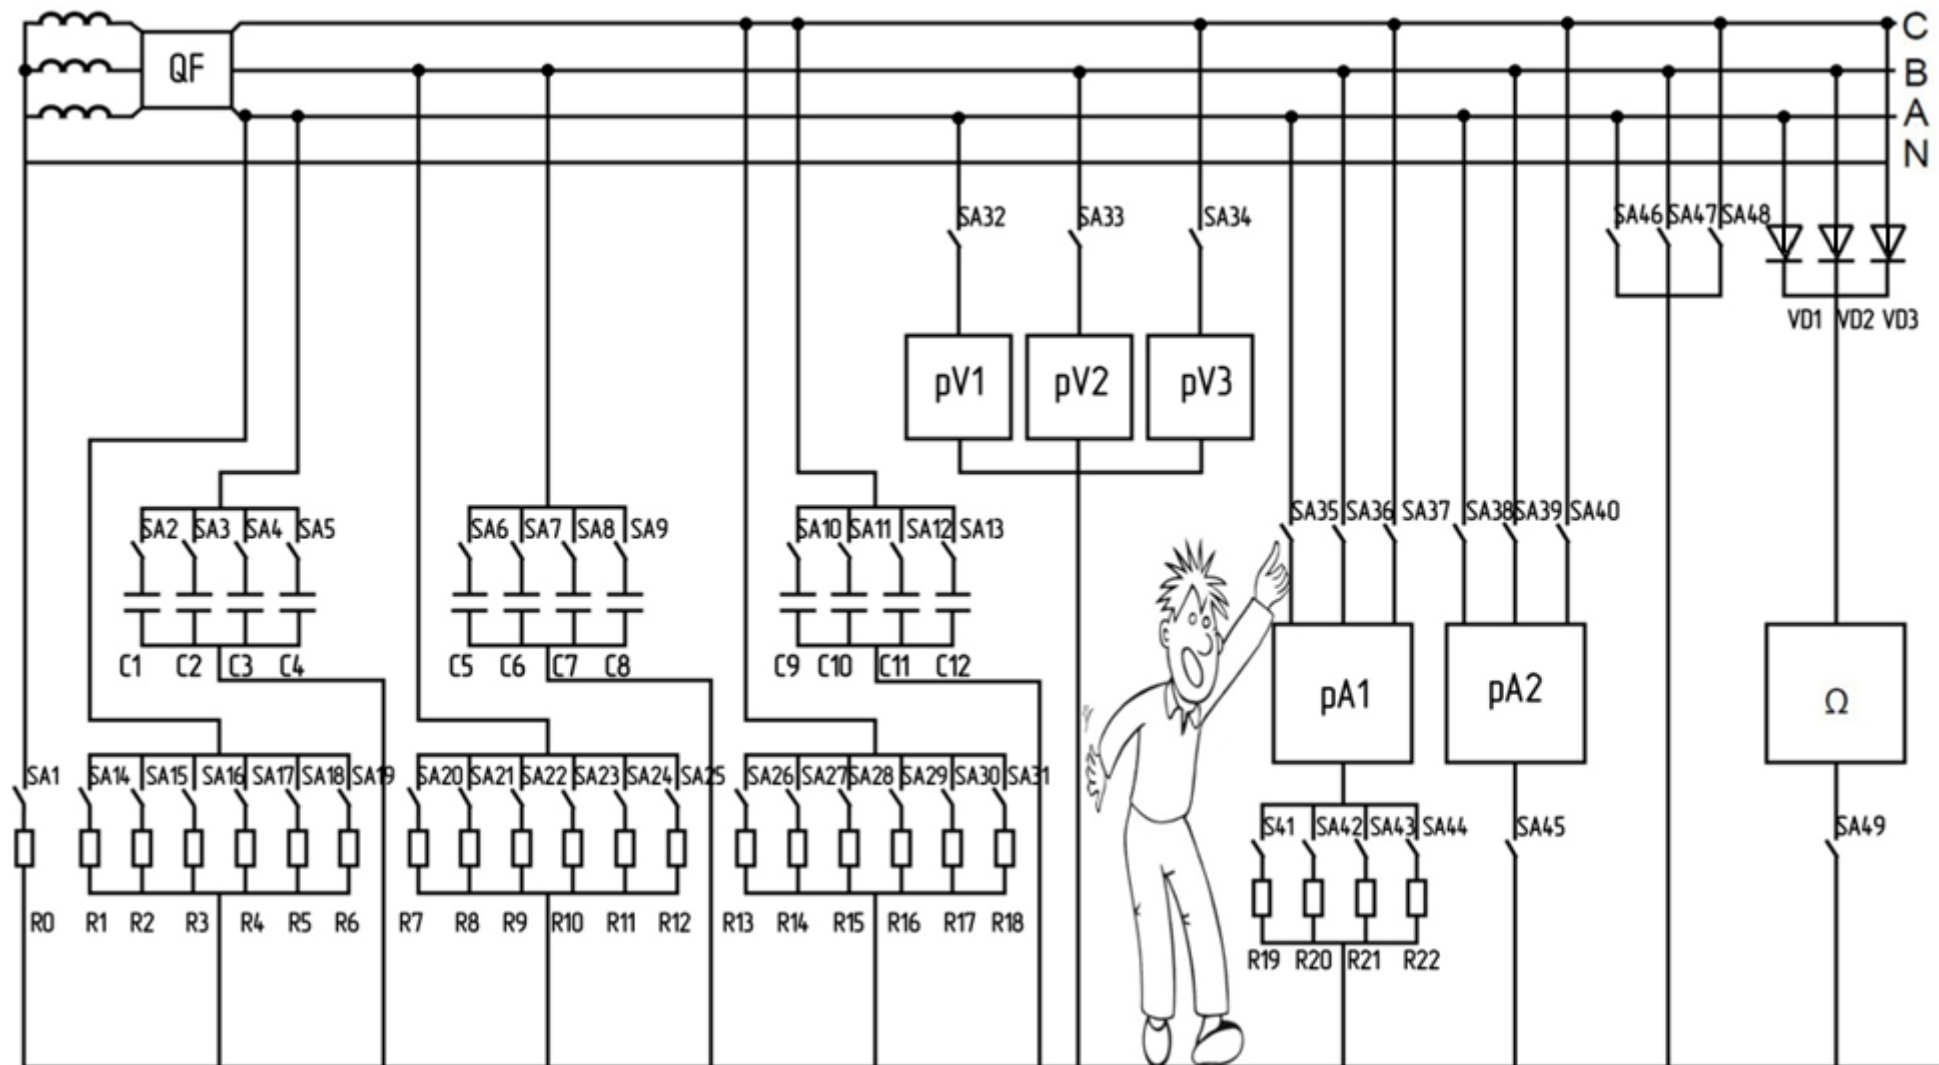 C
QF
B
A
N
SA32 SA33 SA34
SA46 SA47 SA48
VD1 VD2 VD3
pV1 pV2 pV3
SA2 SA3 SA4 SA5 SA6 SA7 SA8 SA9 SA10 SA11 SA12 SA13
SA35 SA36 SA37 SA38 SA39 SA40
C1 C2 C3 C4 C5 C6 C7 C8 C9 C10 C11 C12
pA1 pA2 Ω
SA1 SA14 SA15 SA16 SA17 SA18 SA19 SA20 SA21 SA22 SA23 SA24 SA25 SA26 SA27 SA28 SA29 SA30 SA31
S41 SA42 SA43 SA44 SA45 SA49
R0 R1 R2 R3 R4 R5 R6 R7 R8 R9 R10 R11 R12 R13 R14 R15 R16 R17 R18
R19 R20 R21 R22